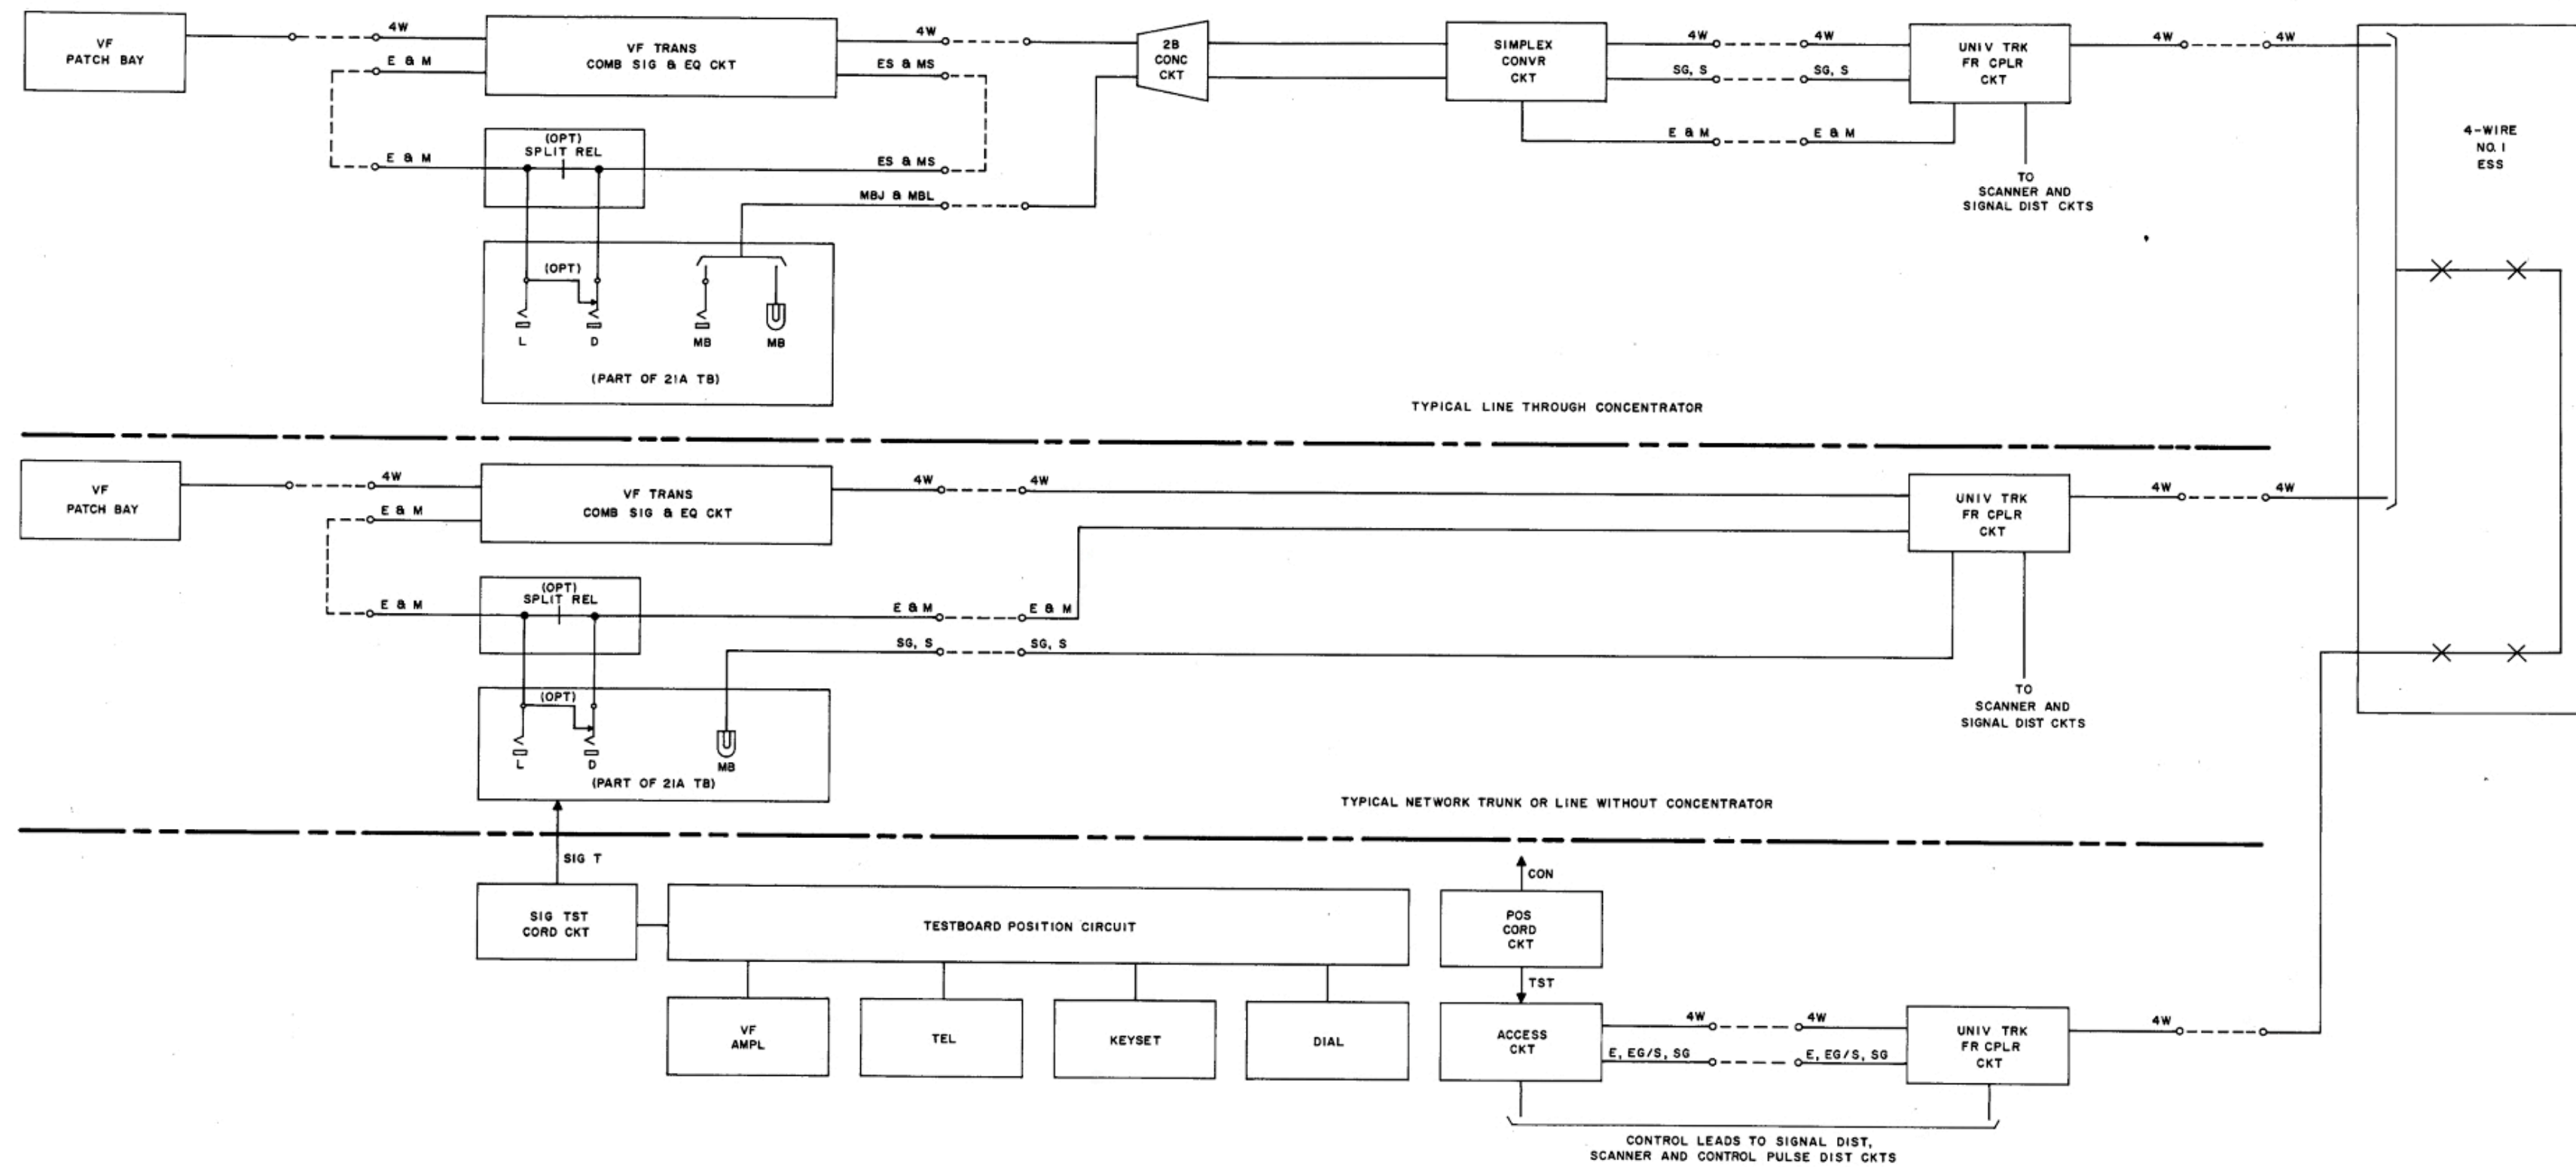 VF
PATCH BAY
4W
E & M
VF TRANS
COMB SIG & EQ CKT
4W
ES & MS
2B
CONC
CKT
SIMPLEX
CONVR
CKT
4W
4W
SG, S
SG, S
E & M
E & M
UNIV TRK
FR CPLR
CKT
4W
4W
4-WIRE
NO. 1
ESS
TO
SCANNER AND
SIGNAL DIST CKTS
E & M
(OPT)
SPLIT REL
ES & MS
MBJ & MBL
(OPT)
L
D
MB
MB
(PART OF 21A TB)
TYPICAL LINE THROUGH CONCENTRATOR
VF
PATCH BAY
4W
E & M
VF TRANS
COMB SIG & EQ CKT
4W
4W
UNIV TRK
FR CPLR
CKT
4W
4W
E & M
(OPT)
SPLIT REL
E & M
E & M
SG, S
SG, S
TO
SCANNER AND
SIGNAL DIST CKTS
(OPT)
L
D
MB
(PART OF 21A TB)
TYPICAL NETWORK TRUNK OR LINE WITHOUT CONCENTRATOR
SIG T
SIG TST
CORD CKT
TESTBOARD POSITION CIRCUIT
VF
AMPL
TEL
KEYSET
DIAL
CON
POS
CORD
CKT
TST
ACCESS
CKT
4W
4W
E, EG/S, SG
E, EG/S, SG
UNIV TRK
FR CPLR
CKT
4W
CONTROL LEADS TO SIGNAL DIST,
SCANNER AND CONTROL PULSE DIST CKTS